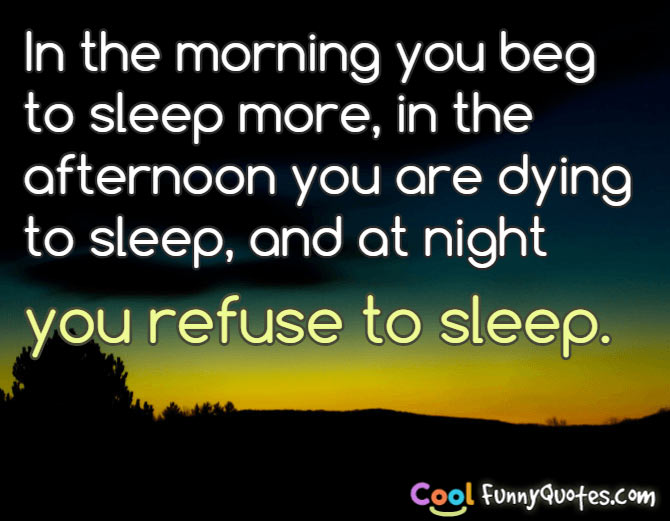 In the morning you beg
to sleep more, in the
afternoon you are dying
to sleep, and at night
you refuse to sleep.
Cool FunnyQuotes.com